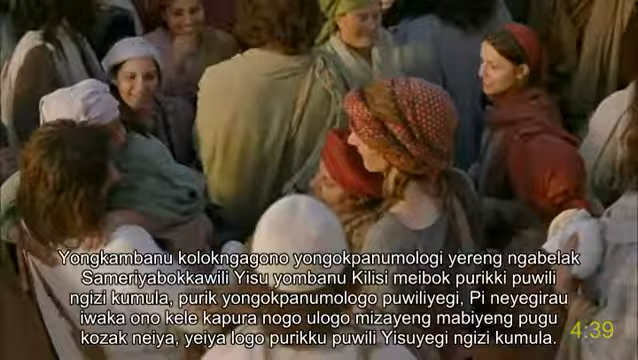 Yongkambanu kolokngagono yongokpanumologi yereng ngabelak
Sameriyabokkawili Yisu yombanu Kilisi meibok purikki puwili
ngizi kumula, purik yongokpanumologo puwiliyegi, Pi neyegirau
iwaka ono kele kapura nogo ulogo mizayeng mabiyeng pugu
kozak neiya, yeiya logo purikku puwili Yisuyegi ngizi kumula.
4:39